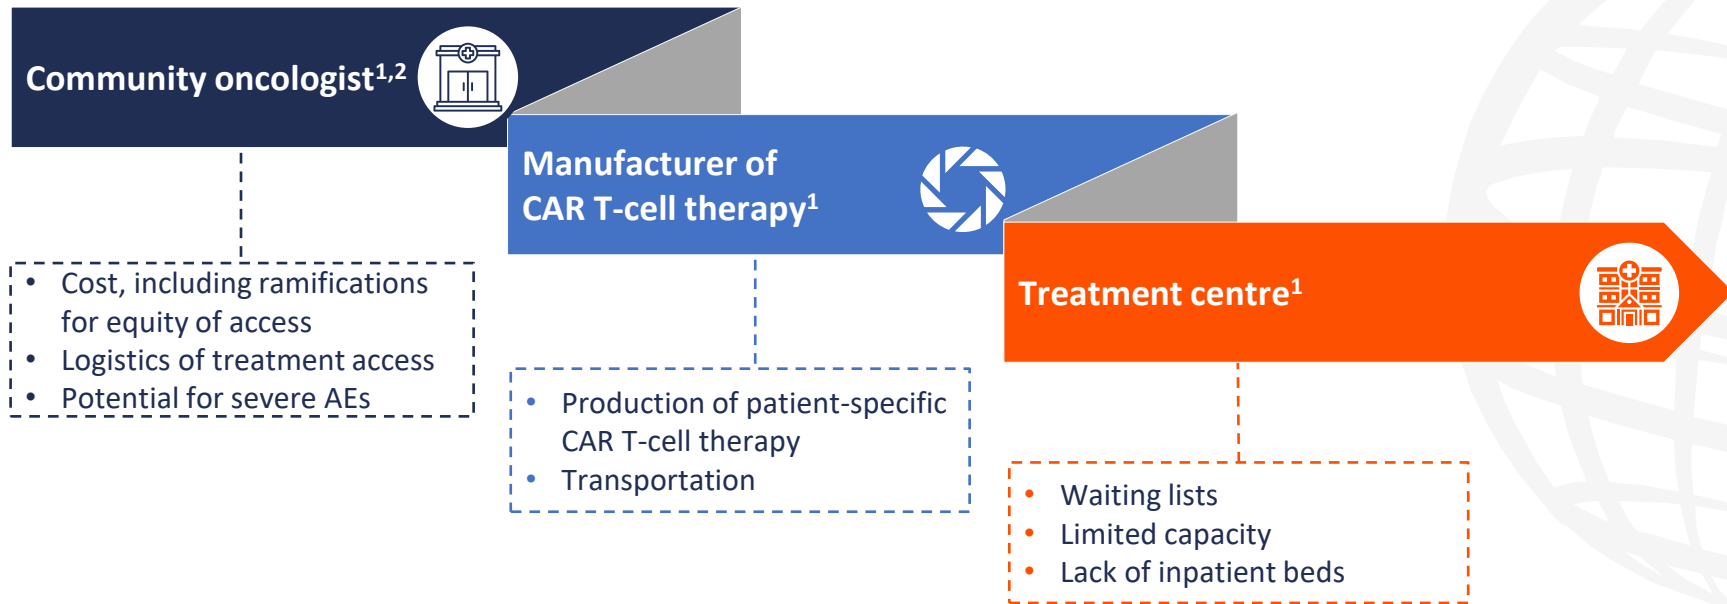 Community oncologist1,2
• Cost, including ramifications
for equity of access
• Logistics of treatment access
• Potential for severe AEs
Manufacturer of
CAR T-cell therapy1
• Production of patient-specific
CAR T-cell therapy
• Transportation
Treatment centre1
• Waiting lists
• Limited capacity
• Lack of inpatient beds